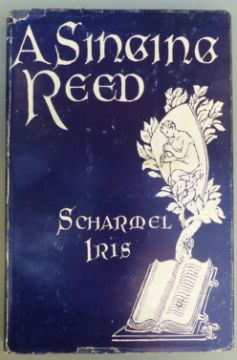 A SINGING
REED
SCHARMEL
IRIS